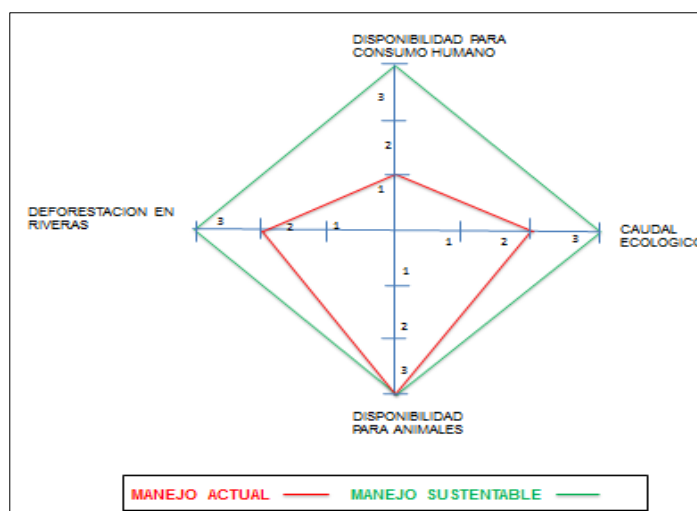 DISPONIBILIDAD PARA
CONSUMO HUMANO
3
2
1
DEFORESTACION EN
RIVERAS
3
2
1
1
2
3
CAUDAL
ECOLOGICO
1
2
3
DISPONIBILIDAD
PARA ANIMALES
MANEJO ACTUAL
MANEJO SUSTENTABLE